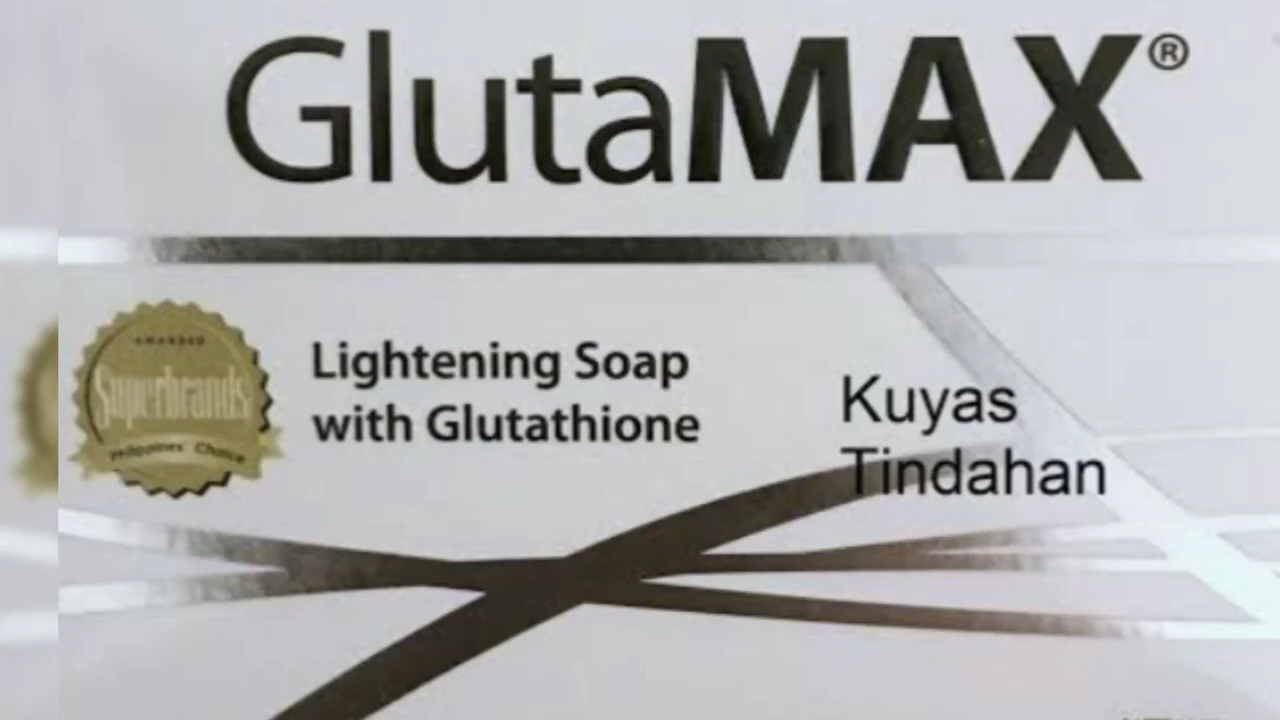 GlutaMAX®
AWARDED
Superbrands
Philippines' Choice
Lightening Soap
with Glutathione
Kuyas
Tindahan